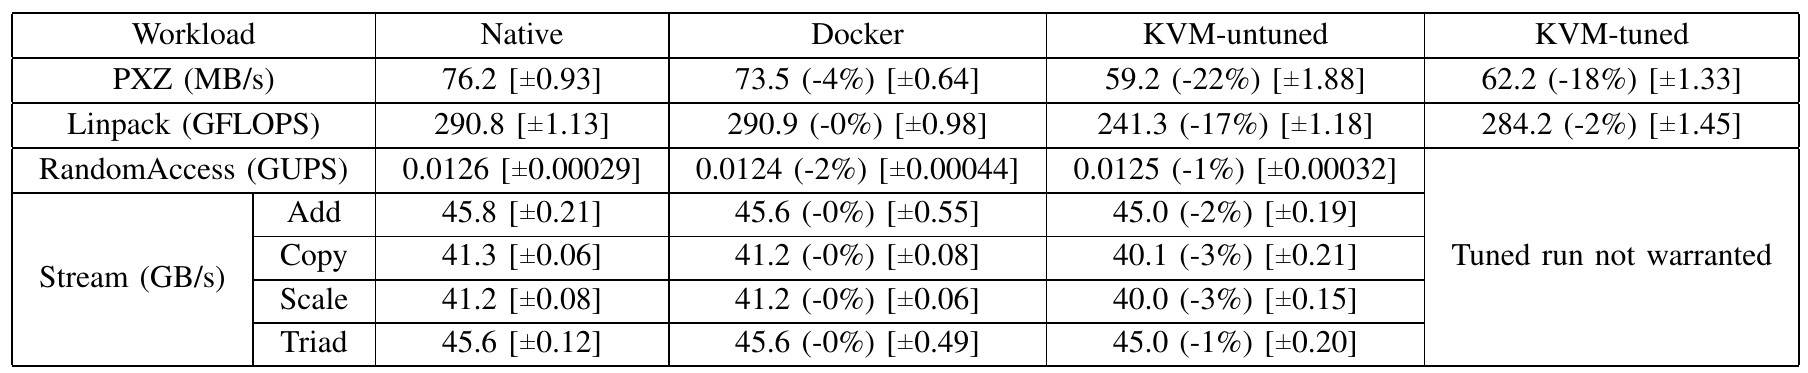 Workload Native Docker KVM-untuned KVM-tuned
PXZ (MB/s) 76.2 [±0.93] 73.5 (-4%) [±0.64] 59.2 (-22%) [±1.88] 62.2 (-18%) [±1.33]
Linpack (GFLOPS) 290.8 [±1.13] 290.9 (-0%) [±0.98] 241.3 (-17%) [±1.18] 284.2 (-2%) [±1.45]
RandomAccess (GUPS) 0.0126 [±0.00029] 0.0124 (-2%) [±0.00044] 0.0125 (-1%) [±0.00032]
Stream (GB/s)
Add 45.8 [±0.21] 45.6 (-0%) [±0.55] 45.0 (-2%) [±0.19]
Copy 41.3 [±0.06] 41.2 (-0%) [±0.08] 40.1 (-3%) [±0.21]
Scale 41.2 [±0.08] 41.2 (-0%) [±0.06] 40.0 (-3%) [±0.15]
Triad 45.6 [±0.12] 45.6 (-0%) [±0.49] 45.0 (-1%) [±0.20]
Tuned run not warranted